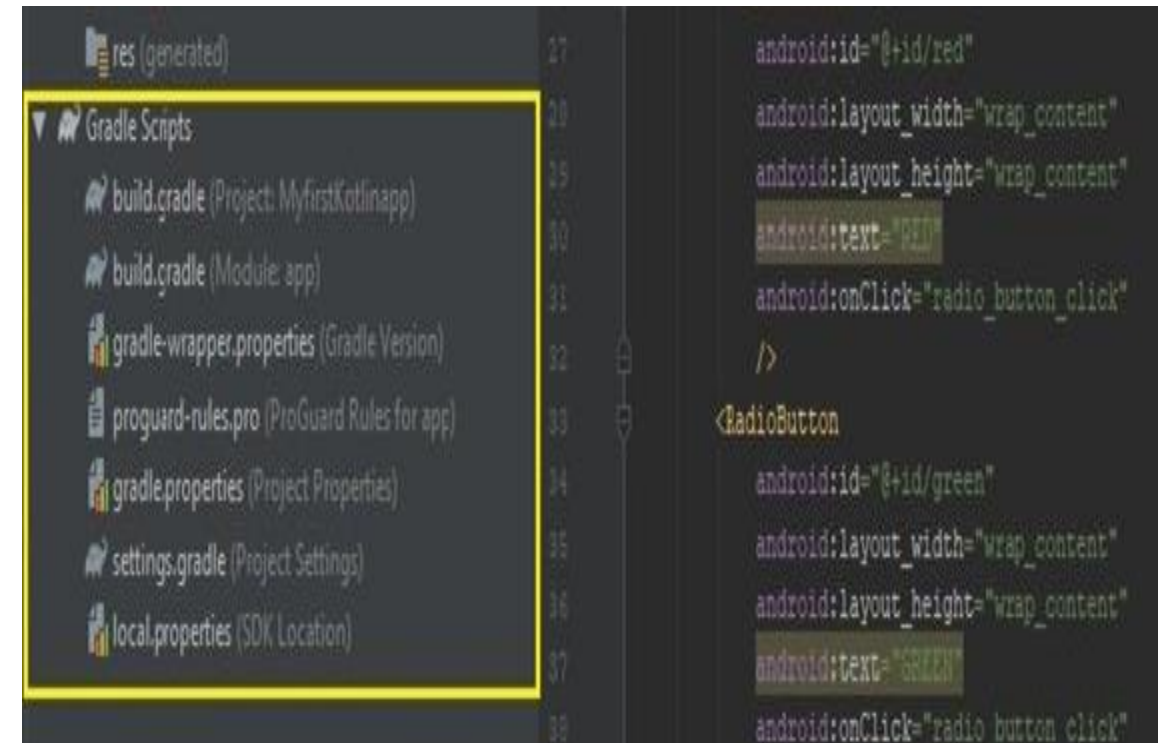 res (generated)
Gradle Scripts
build.gradle (Project: MyfirstKotlinapp)
build.gradle (Module: app)
gradle-wrapper.properties (Gradle Version)
proguard-rules.pro (ProGuard Rules for app)
gradle.properties (Project Properties)
settings.gradle (Project Settings)
local.properties (SDK Location)
27 android:id="@+id/red"
28 android:layout_width="wrap_content"
29 android:layout_height="wrap_content"
30 android:text="RED"
31 android:onClick="radio_button_click"
32 />
33 <RadioButton
34 android:id="@+id/green"
35 android:layout_width="wrap_content"
36 android:layout_height="wrap_content"
37 android:text="GREEN"
38 android:onClick="radio_button_click"